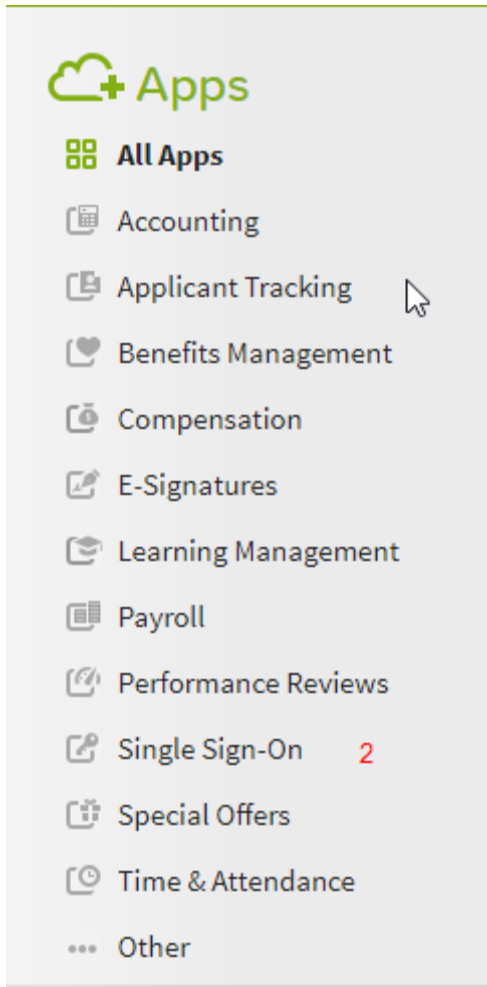 Apps
All Apps
Accounting
Applicant Tracking
Benefits Management
Compensation
E-Signatures
Learning Management
Payroll
Performance Reviews
Single Sign-On 2
Special Offers
Time & Attendance
Other